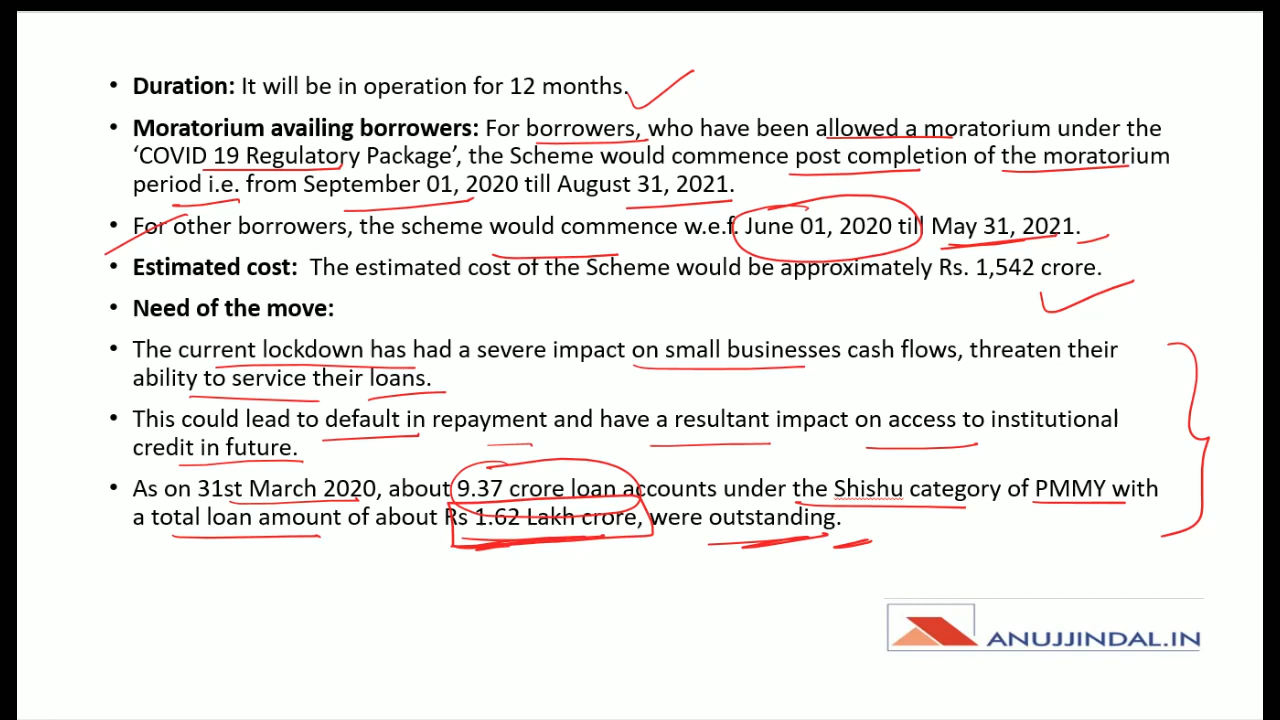 • Duration: It will be in operation for 12 months.
• Moratorium availing borrowers: For borrowers, who have been allowed a moratorium under the
‘COVID 19 Regulatory Package’, the Scheme would commence post completion of the moratorium
period i.e. from September 01, 2020 till August 31, 2021.
• For other borrowers, the scheme would commence w.e.f. June 01, 2020 till May 31, 2021.
• Estimated cost: The estimated cost of the Scheme would be approximately Rs. 1,542 crore.
• Need of the move:
• The current lockdown has had a severe impact on small businesses cash flows, threaten their
ability to service their loans.
• This could lead to default in repayment and have a resultant impact on access to institutional
credit in future.
• As on 31st March 2020, about 9.37 crore loan accounts under the Shishu category of PMMY with
a total loan amount of about Rs 1.62 Lakh crore, were outstanding.
ANUJJINDAL.IN